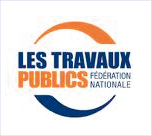 LES TRAVAUX
PUBLICS FÉDÉRATION
NATIONALE